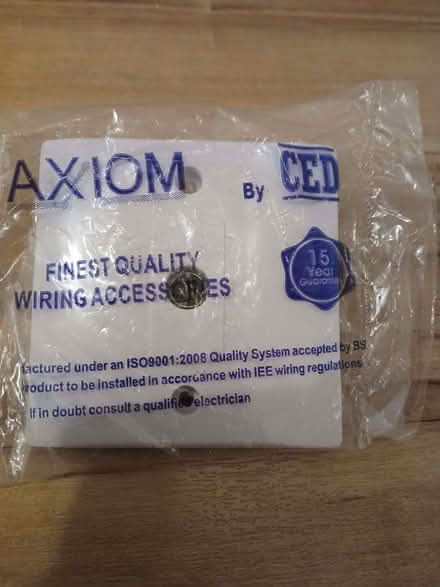 AXIOM By CED
FINEST QUALITY
WIRING ACCESSORIES
15
Year
Guarantee
actured under an ISO9001:2008 Quality System accepted by BS
roduct to be installed in accordance with IEE wiring regulations
If in doubt consult a qualified electrician